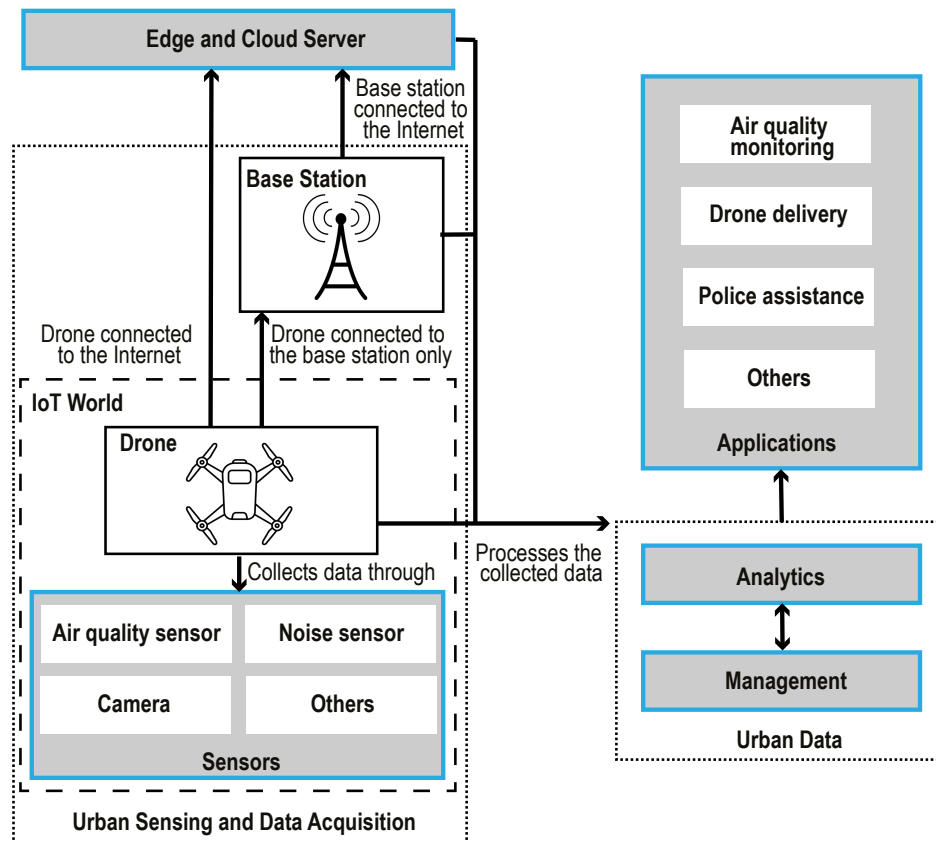 Edge and Cloud Server
Base station
connected to
the Internet
Base Station
Drone connected
to the Internet
Drone connected to
the base station only
IoT World
Drone
Collects data through
Air quality sensor
Noise sensor
Camera
Others
Sensors
Urban Sensing and Data Acquisition
Processes the
collected data
Air quality
monitoring
Drone delivery
Police assistance
Others
Applications
Analytics
Management
Urban Data